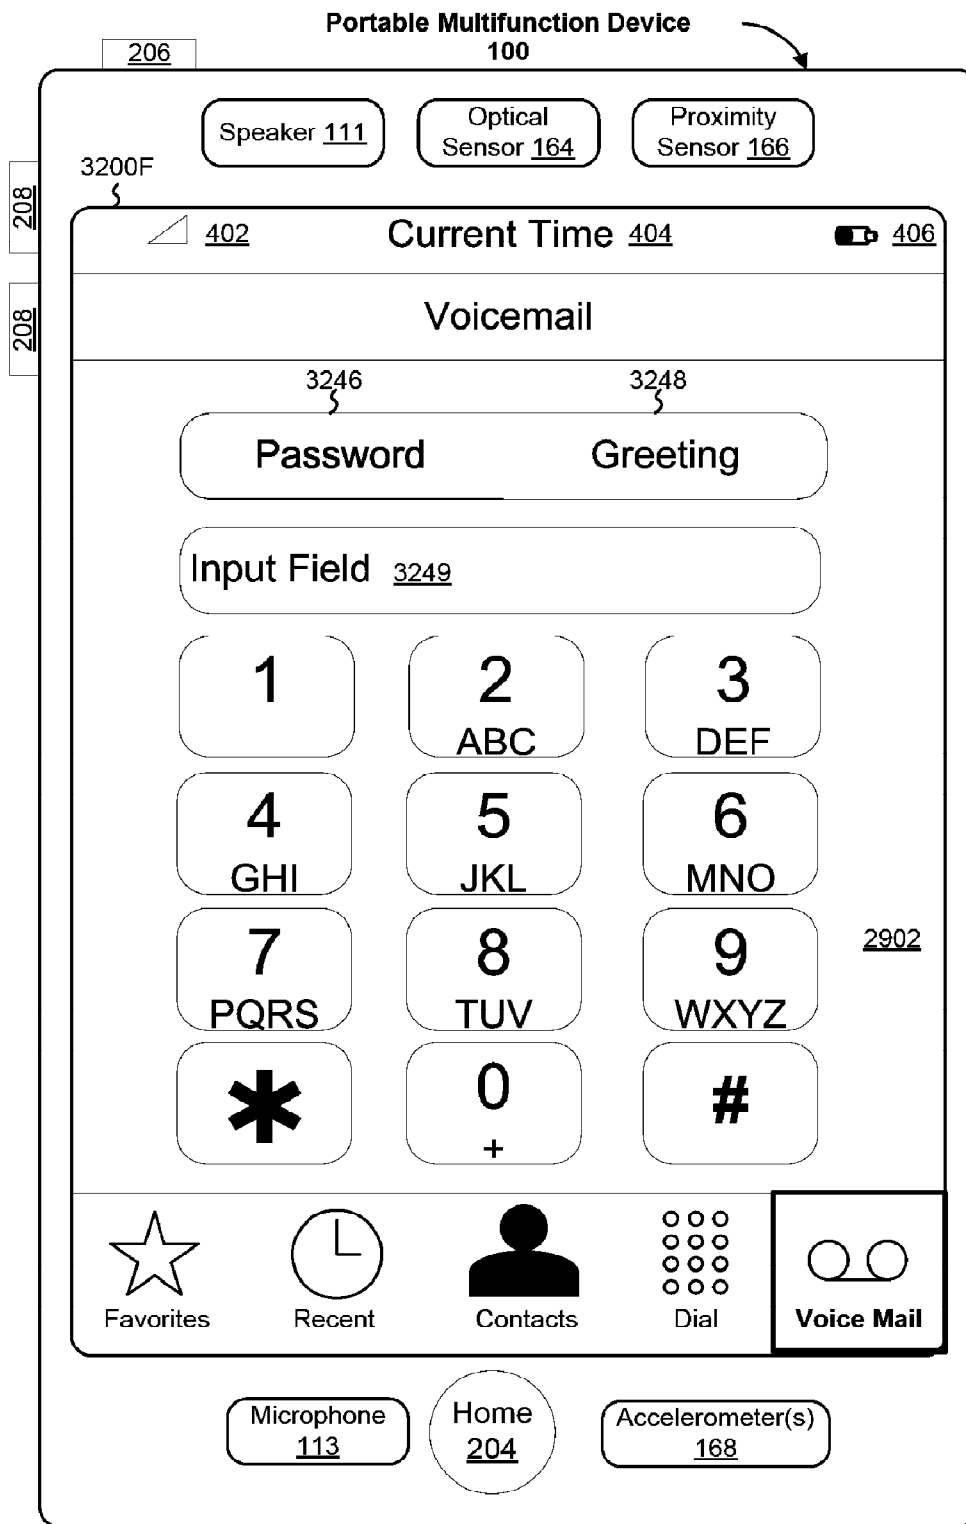 Portable Multifunction Device
100
206
Speaker 111
Optical
Sensor 164
Proximity
Sensor 166
3200F
208
208
402
Current Time 404
406
Voicemail
3246
3248
Password
Greeting
Input Field 3249
1
2
ABC
3
DEF
4
GHI
5
JKL
6
MNO
7
PQRS
8
TUV
9
WXYZ
2902
*
0
+
#
Favorites
Recent
Contacts
Dial
Voice Mail
Microphone
113
Home
204
Accelerometer(s)
168